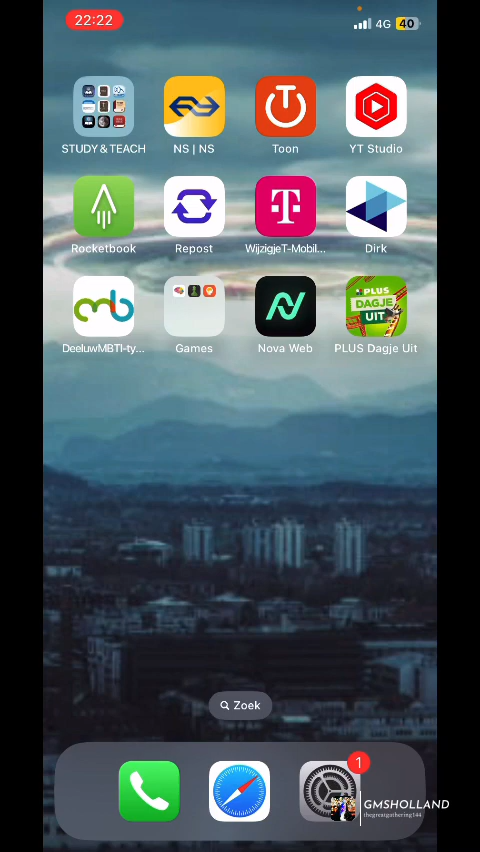 22:22
4G 40
STUDY & TEACH
NS | NS
Toon
YT Studio
Rocketbook
Repost
WijzigjeT-Mobil...
Dirk
mb
PLUS
DAGJE
UIT
DeeluwMBTI-ty...
Games
Nova Web
PLUS Dagje Uit
Zoek
1
GMSHOLLAND
thegreatgathering144